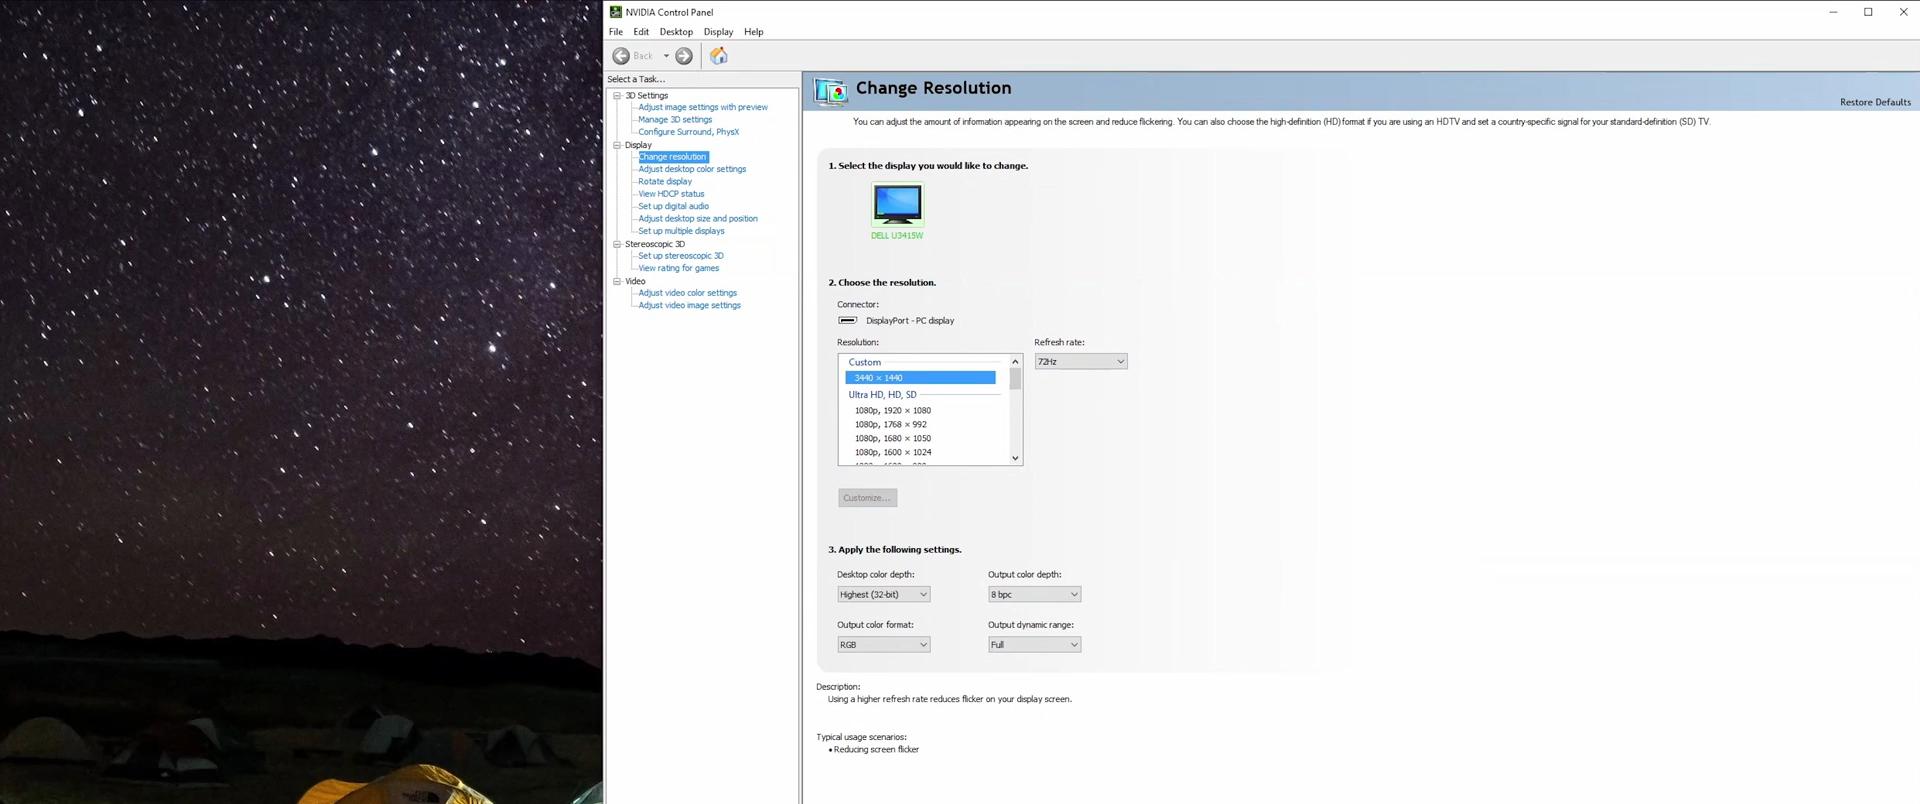 NVIDIA Control Panel
File Edit Desktop Display Help
Back
Select a Task...
3D Settings
Adjust image settings with preview
Manage 3D settings
Configure Surround, PhysX
Display
Change resolution
Adjust desktop color settings
Rotate display
View HDCP status
Set up digital audio
Adjust desktop size and position
Set up multiple displays
Stereoscopic 3D
Set up stereoscopic 3D
View rating for games
Video
Adjust video color settings
Adjust video image settings
Change Resolution
Restore Defaults
You can adjust the amount of information appearing on the screen and reduce flickering. You can also choose the high-definition (HD) format if you are using an HDTV and set a country-specific signal for your standard-definition (SD) TV.
1. Select the display you would like to change.
DELL U3415W
2. Choose the resolution.
Connector:
DisplayPort - PC display
Resolution:
Refresh rate:
Custom
72Hz
3440 × 1440
Ultra HD, HD, SD
1080p, 1920 × 1080
1080p, 1768 × 992
1080p, 1680 × 1050
1080p, 1600 × 1024
Customize...
3. Apply the following settings.
Desktop color depth:
Output color depth:
Highest (32-bit)
8 bpc
Output color format:
Output dynamic range:
RGB
Full
Description:
Using a higher refresh rate reduces flicker on your display screen.
Typical usage scenarios:
• Reducing screen flicker